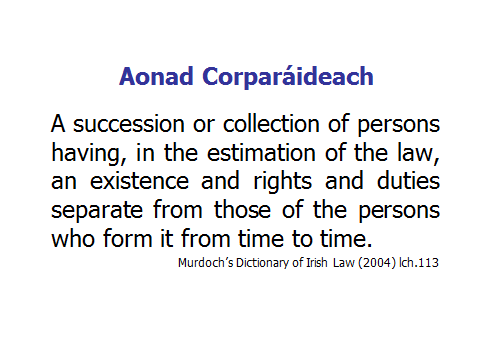 Aonad Corparáideach
A succession or collection of persons
having, in the estimation of the law,
an existence and rights and duties
separate from those of the persons
who form it from time to time.
Murdoch's Dictionary of Irish Law (2004) lch.113